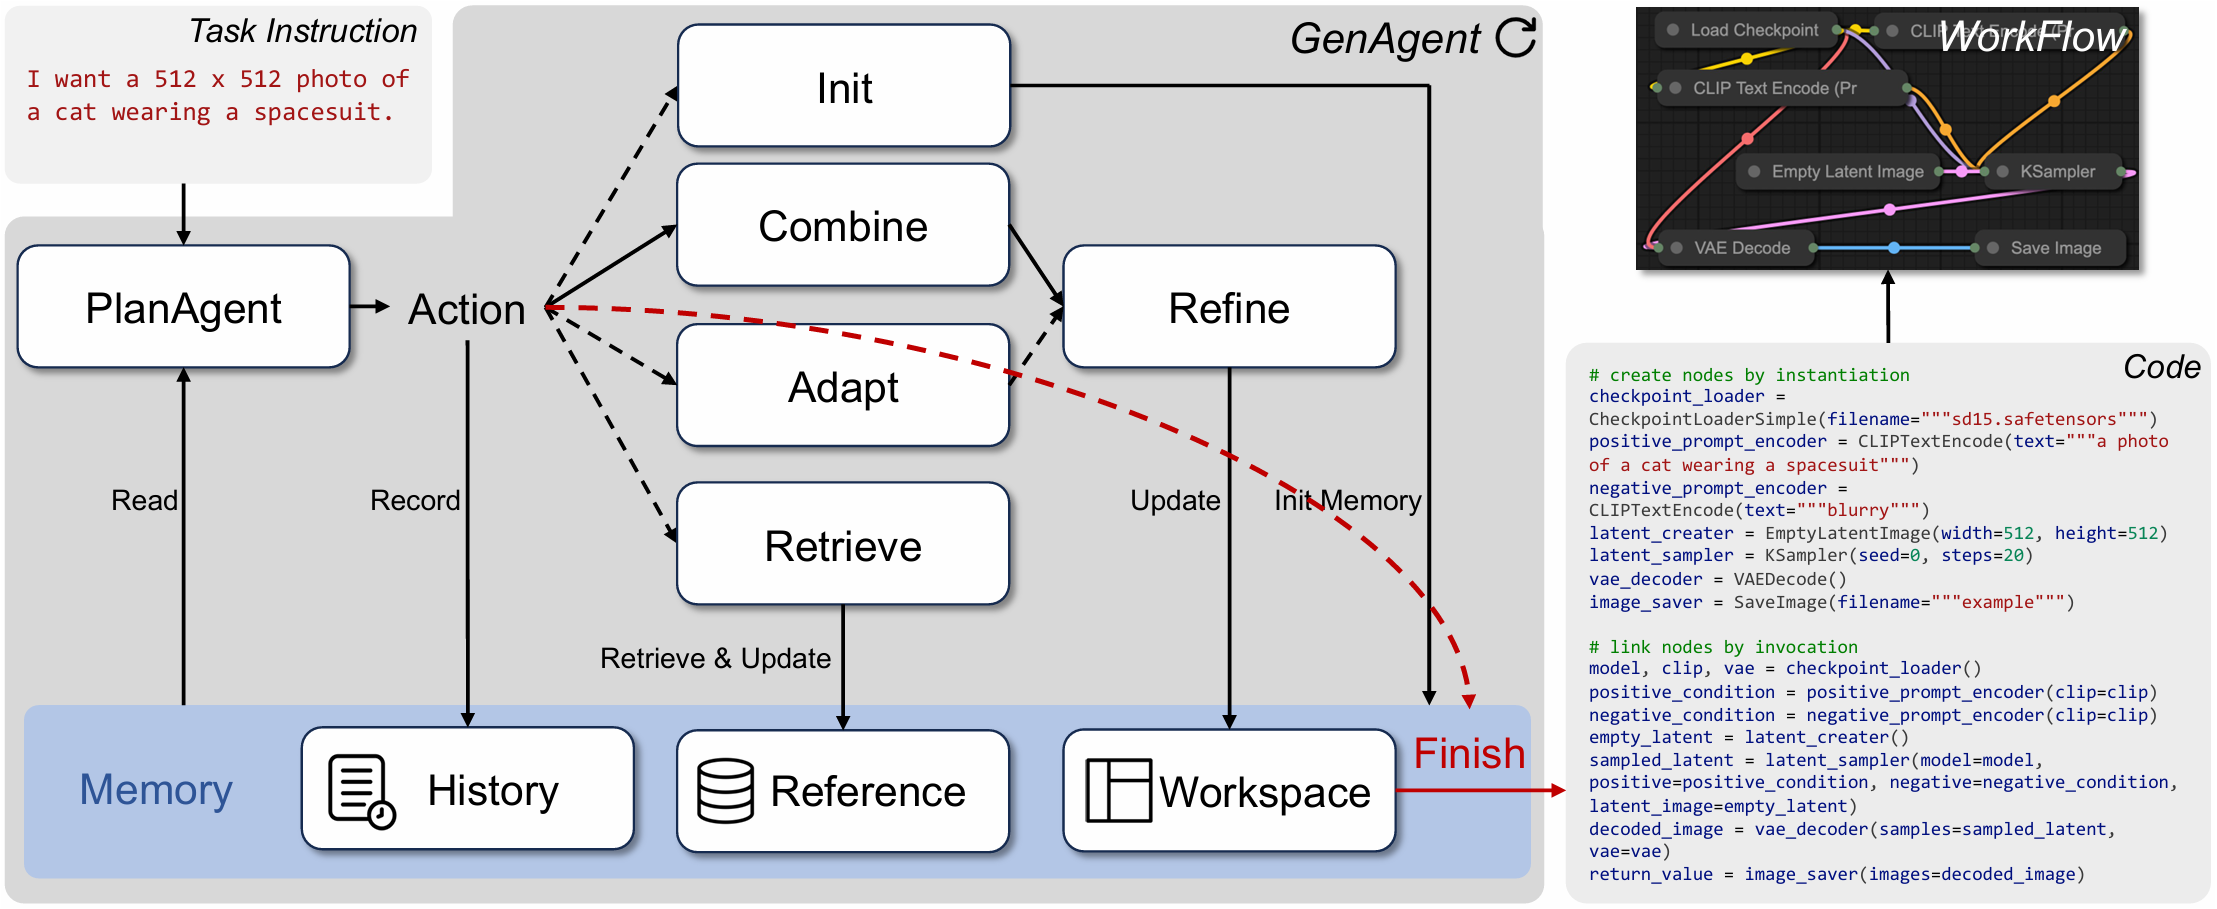 Task Instruction
I want a 512 x 512 photo of
a cat wearing a spacesuit.
GenAgent
Init
Combine
PlanAgent
Action
Refine
Adapt
Retrieve
Read
Record
Update
Init Memory
Retrieve & Update
Memory
History
Reference
Workspace
Finish
WorkFlow
Load Checkpoint
CLIP Text Encode (Pr
CLIP Text Encode (Pr
Empty Latent Image
KSampler
VAE Decode
Save Image
Code
# create nodes by instantiation
checkpoint_loader =
CheckpointLoaderSimple(filename="""sd15.safetensors""")
positive_prompt_encoder = CLIPTextEncode(text="""a photo
of a cat wearing a spacesuit""")
negative_prompt_encoder =
CLIPTextEncode(text="""blurry""")
latent_creater = EmptyLatentImage(width=512, height=512)
latent_sampler = KSampler(seed=0, steps=20)
vae_decoder = VAEDecode()
image_saver = SaveImage(filename="""example""")
# link nodes by invocation
model, clip, vae = checkpoint_loader()
positive_condition = positive_prompt_encoder(clip=clip)
negative_condition = negative_prompt_encoder(clip=clip)
empty_latent = latent_creater()
sampled_latent = latent_sampler(model=model,
positive=positive_condition, negative=negative_condition,
latent_image=empty_latent)
decoded_image = vae_decoder(samples=sampled_latent,
vae=vae)
return_value = image_saver(images=decoded_image)